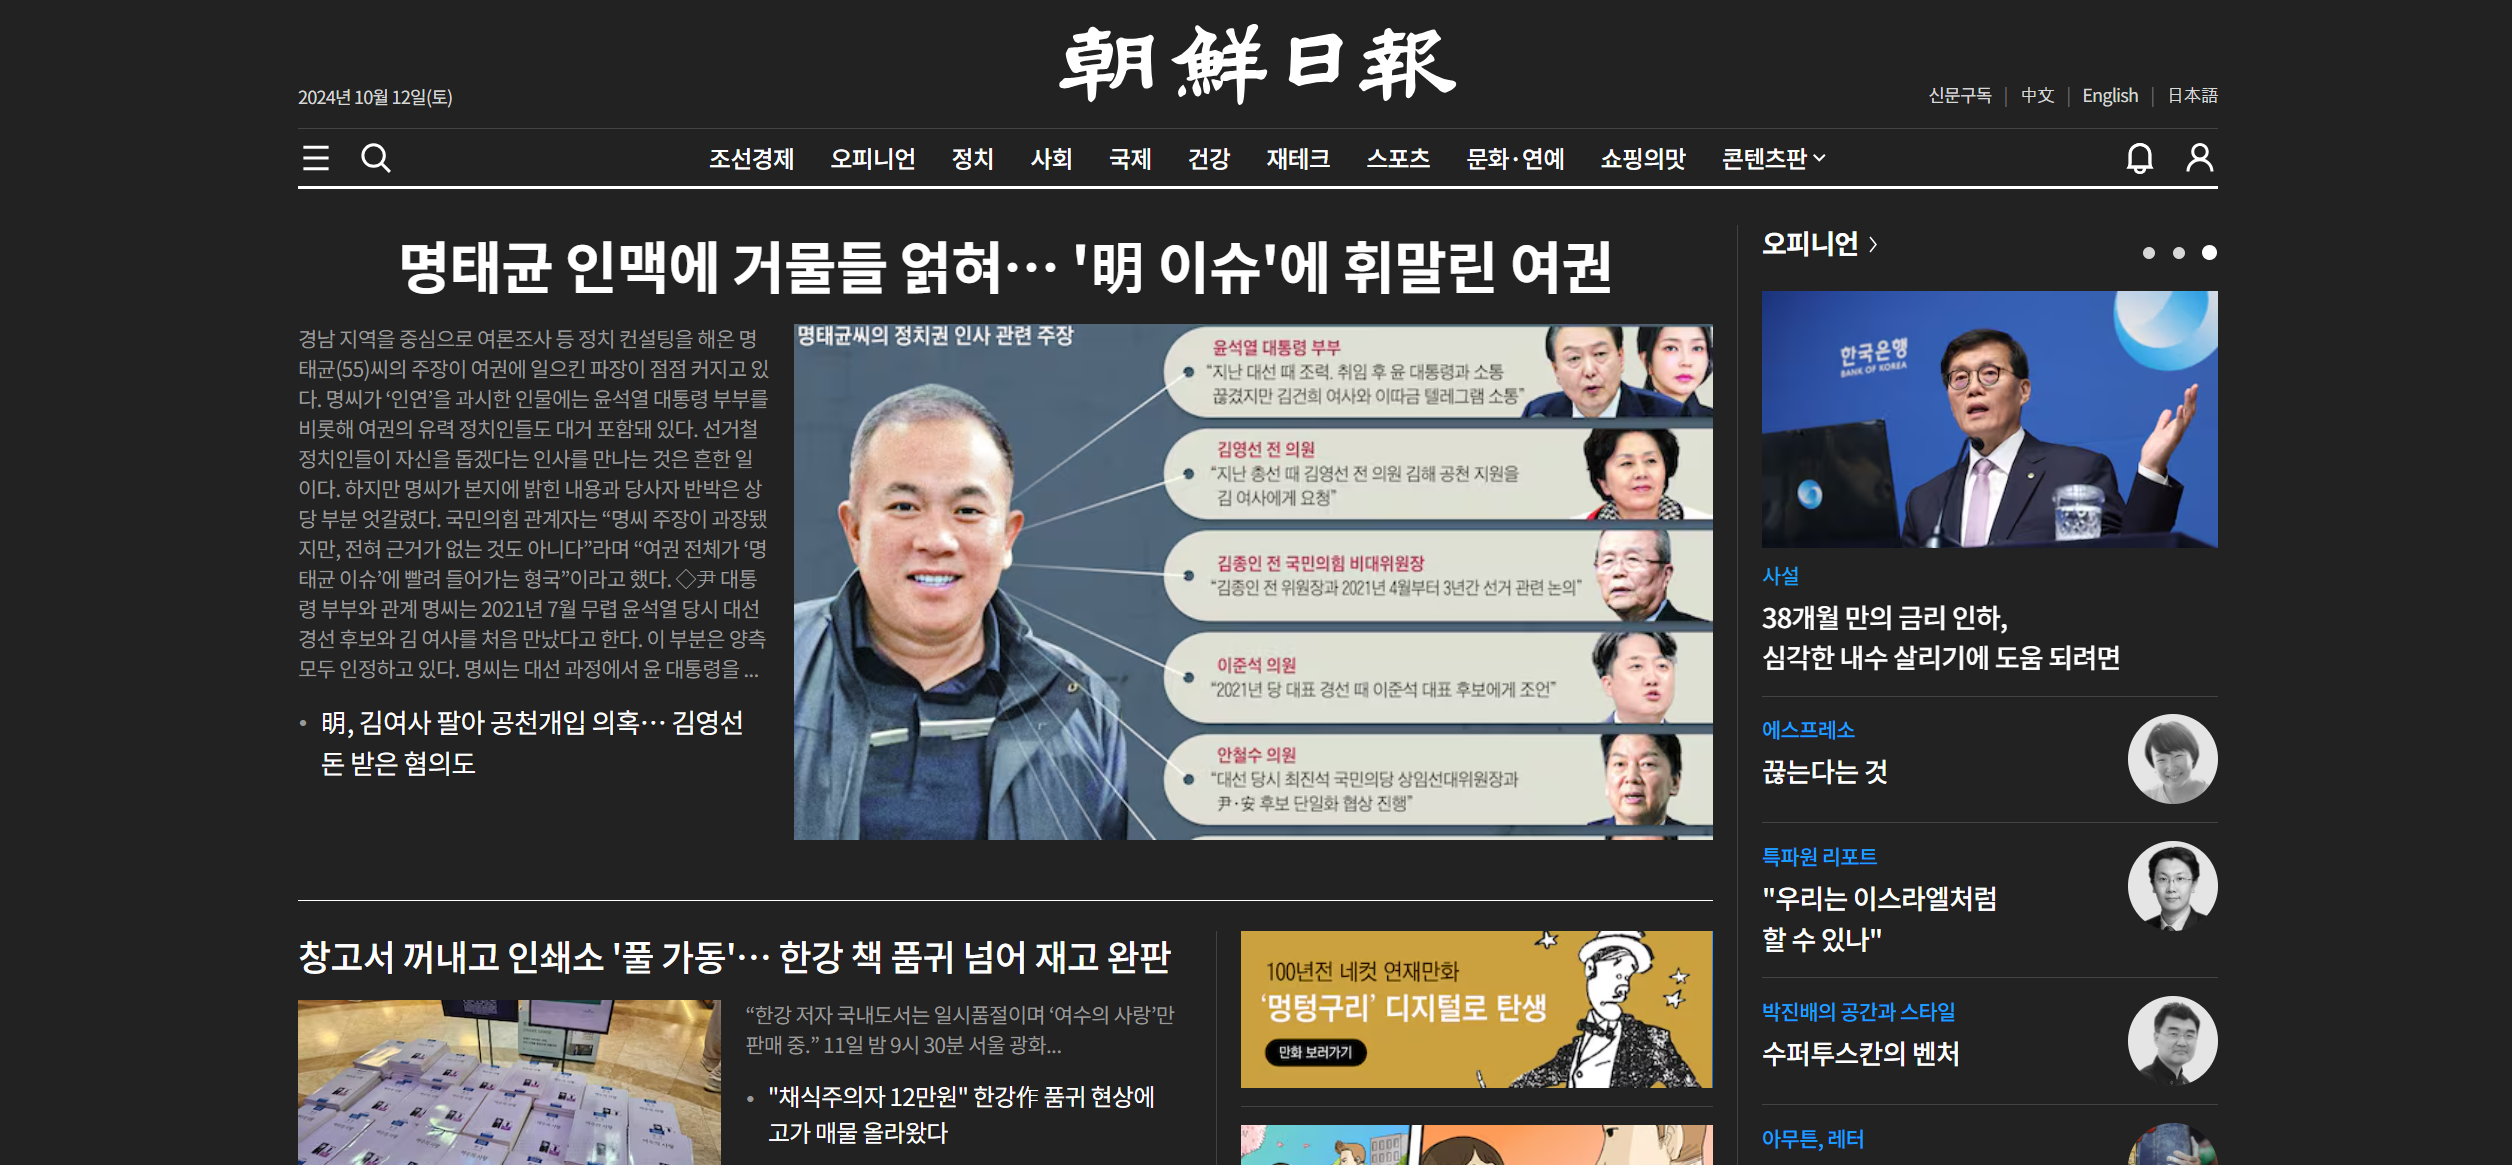 朝鮮日報
2024년 10월 12일(토)
신문구독 | 中文 | English | 日本語
조선경제 오피니언 정치 사회 국제 건강 재테크 스포츠 문화·연예 쇼핑의맛 콘텐츠판
명태균 인맥에 거물들 얽혀… '明 이슈'에 휘말린 여권
경남 지역을 중심으로 여론조사 등 정치 컨설팅을 해온 명
태균(55)씨의 주장이 여권에 일으킨 파장이 점점 커지고 있
다. 명씨가 ‘인연’을 과시한 인물에는 윤석열 대통령 부부를
비롯해 여권의 유력 정치인들도 대거 포함돼 있다. 선거철
정치인들이 자신을 돕겠다는 인사를 만나는 것은 흔한 일
이다. 하지만 명씨가 본지에 밝힌 내용과 당사자 반박은 상
당 부분 엇갈렸다. 국민의힘 관계자는 “명씨 주장이 과장됐
지만, 전혀 근거가 없는 것도 아니다”라며 “여권 전체가 ‘명
태균 이슈’에 빨려 들어가는 형국”이라고 했다. ◇尹 대통
령 부부와 관계 명씨는 2021년 7월 무렵 윤석열 당시 대선
경선 후보와 김 여사를 처음 만났다고 한다. 이 부분은 양측
모두 인정하고 있다. 명씨는 대선 과정에서 윤 대통령을 ...
• 明, 김여사 팔아 공천개입 의혹… 김영선
돈 받은 혐의도
명태균씨의 정치권 인사 관련 주장
윤석열 대통령 부부
“지난 대선 때 조력. 취임 후 윤 대통령과 소통
끊겼지만 김건희 여사와 이따금 텔레그램 소통”
김영선 전 의원
“지난 총선 때 김영선 전 의원 김해 공천 지원을
김 여사에게 요청”
김종인 전 국민의힘 비대위원장
“김종인 전 위원장과 2021년 4월부터 3년간 선거 관련 논의”
이준석 의원
“2021년 당 대표 경선 때 이준석 대표 후보에게 조언”
안철수 의원
“대선 당시 최진석 국민의당 상임선대위원장과
尹·安 후보 단일화 협상 진행”
창고서 꺼내고 인쇄소 '풀 가동'… 한강 책 품귀 넘어 재고 완판
“한강 저자 국내도서는 일시품절이며 ‘여수의 사랑’만
판매 중.” 11일 밤 9시 30분 서울 광화...
• "채식주의자 12만원" 한강作 품귀 현상에
고가 매물 올라왔다
100년전 네컷 연재만화
‘멍텅구리’ 디지털로 탄생
만화 보러가기
오피니언
한국은행
BANK OF KOREA
사설
38개월 만의 금리 인하,
심각한 내수 살리기에 도움 되려면
에스프레소
끊는다는 것
특파원 리포트
"우리는 이스라엘처럼
할 수 있나"
박진배의 공간과 스타일
수퍼투스칸의 벤처
아무튼, 레터